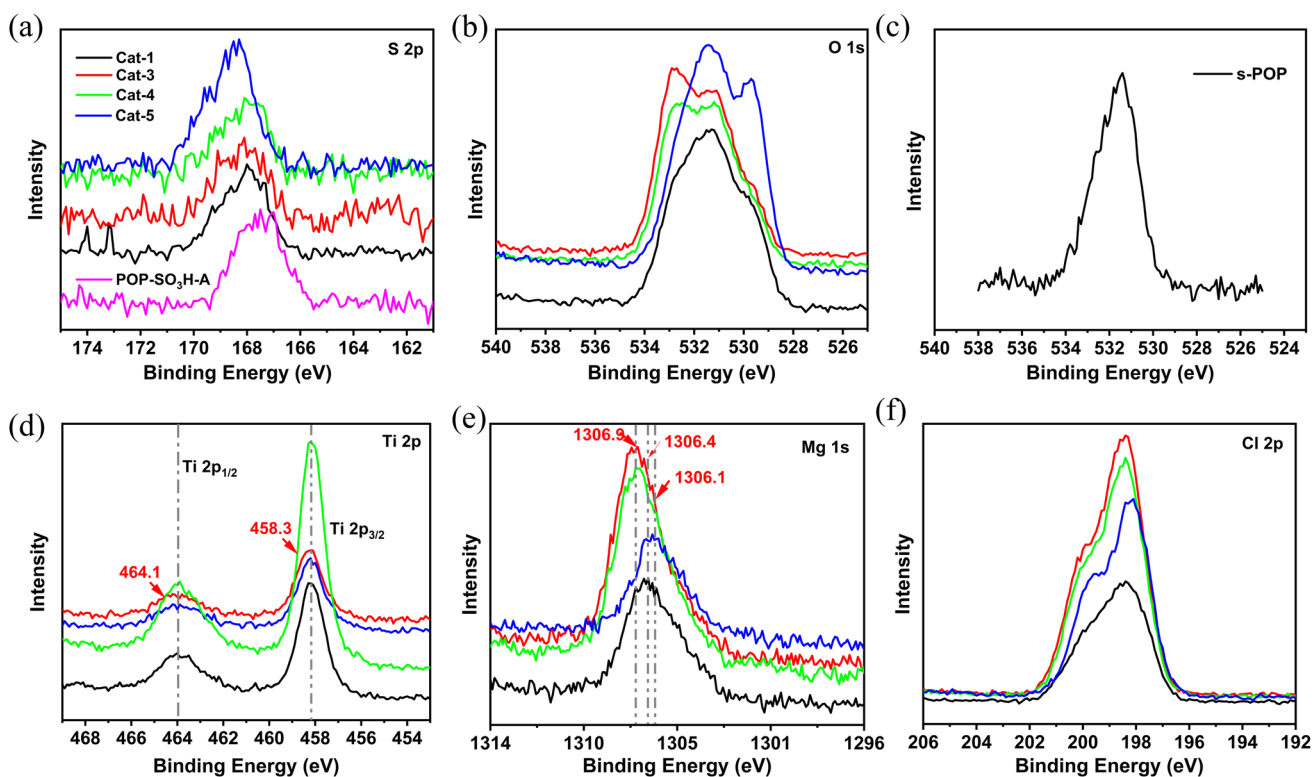 (a)
S 2p
Cat-1
Cat-3
Cat-4
Cat-5
POP-SO₃H-A
Intensity
174 172 170 168 166 164 162
Binding Energy (eV)
(b)
O 1s
Intensity
540 538 536 534 532 530 528 526
Binding Energy (eV)
(c)
s-POP
Intensity
540 538 536 534 532 530 528 526 524
Binding Energy (eV)
(d)
Ti 2p
Ti 2p₁/₂
Ti 2p₃/₂
464.1
458.3
Intensity
468 466 464 462 460 458 456 454
Binding Energy (eV)
(e)
Mg 1s
1306.9
1306.4
1306.1
Intensity
1314 1310 1305 1301 1296
Binding Energy (eV)
(f)
Cl 2p
Intensity
206 204 202 200 198 196 194 192
Binding Energy (eV)